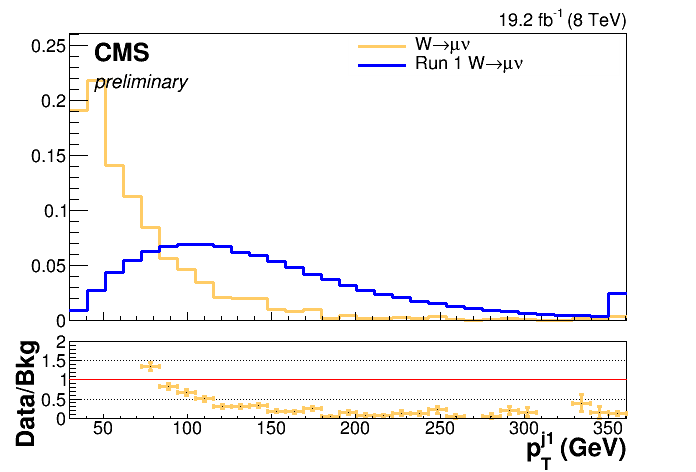 19.2 fb⁻¹ (8 TeV)
CMS
preliminary
W→μν
Run 1 W→μν
0.25
0.2
0.15
0.1
0.05
0
Data/Bkg
2
1.5
1
0.5
0
50 100 150 200 250 300 350
p_T^j1 (GeV)